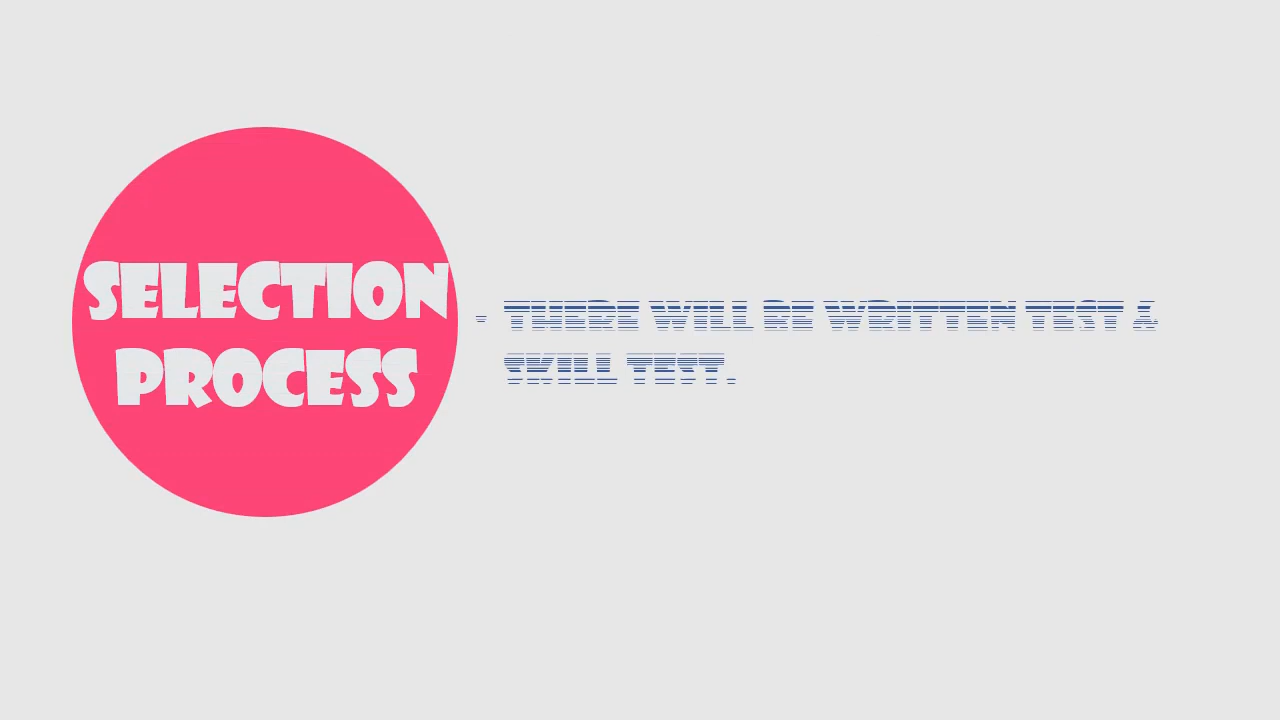 SELECTION
PROCESS
- THERE WILL BE WRITTEN TEST &
SKILL TEST.